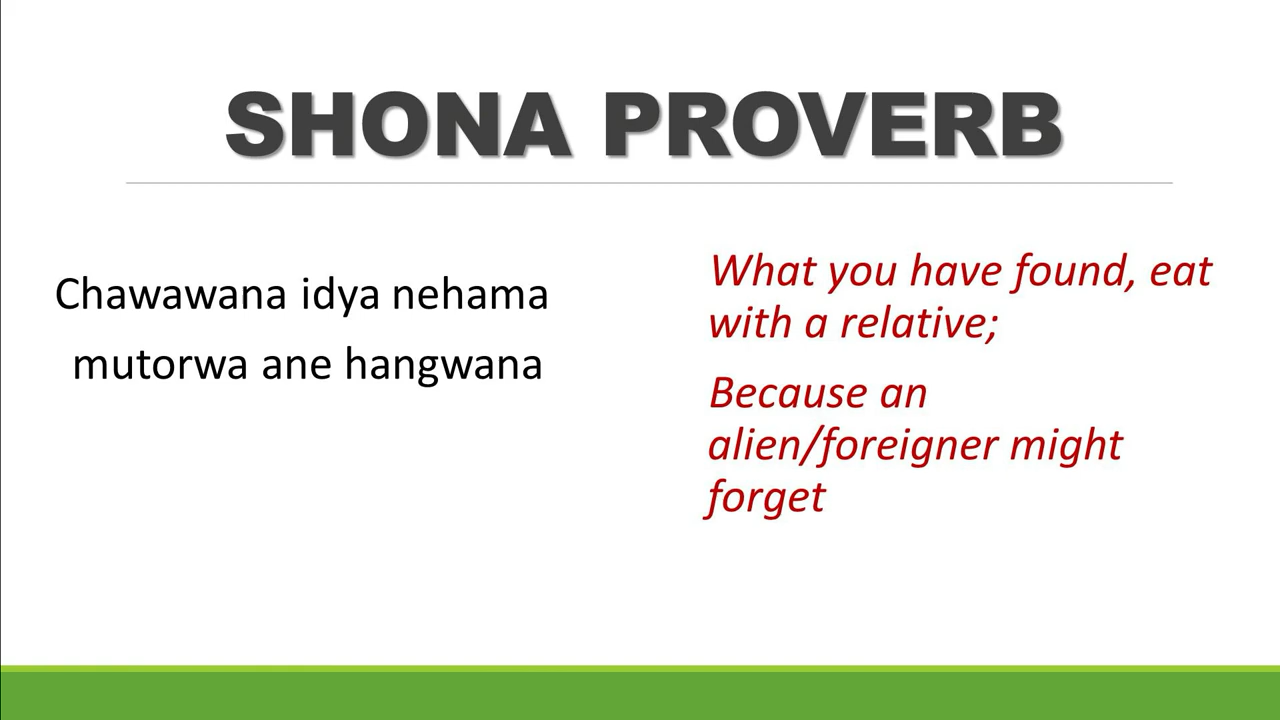 SHONA PROVERB
Chawawana idya nehama
mutorwa ane hangwana
What you have found, eat
with a relative;
Because an
alien/foreigner might
forget